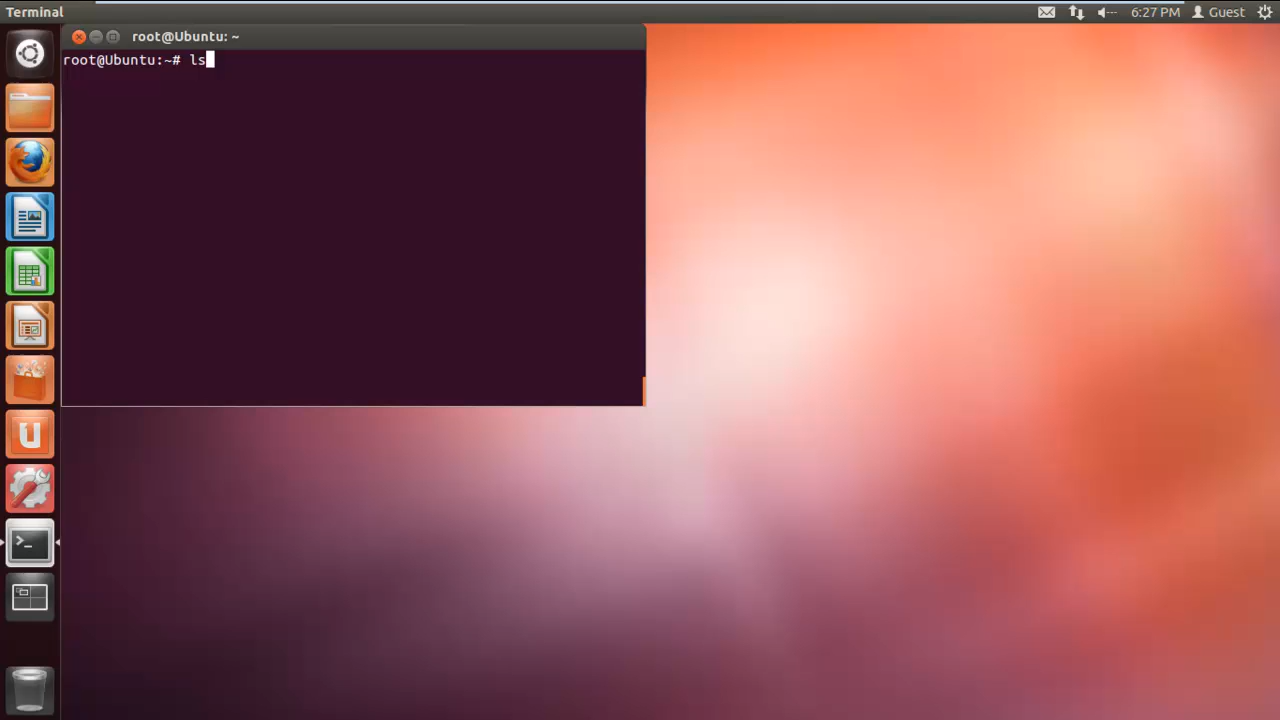 Terminal
6:27 PM
Guest
root@Ubuntu: ~
root@Ubuntu:~# ls
>_